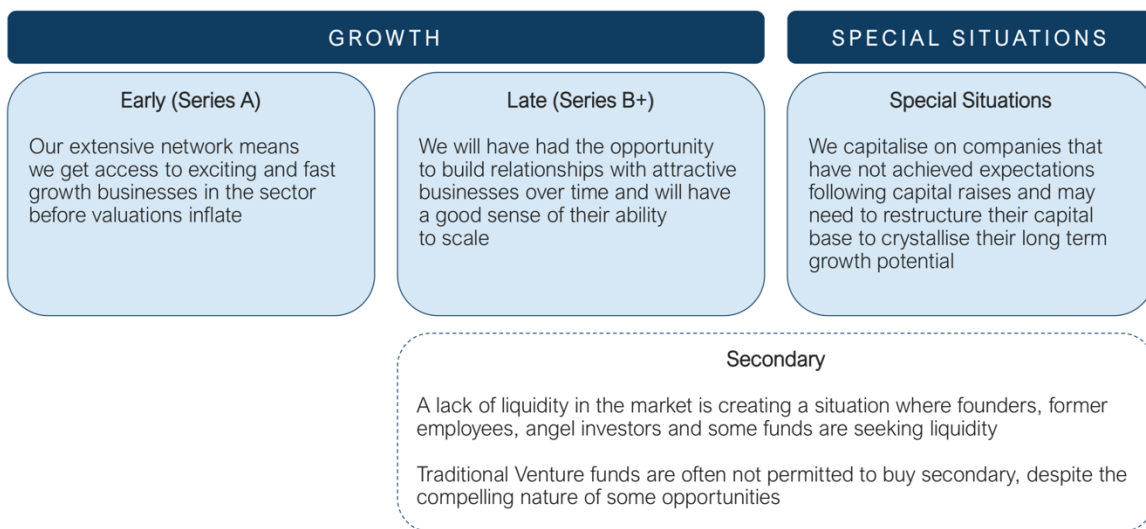 GROWTH
SPECIAL SITUATIONS
Early (Series A)
Our extensive network means
we get access to exciting and fast
growth businesses in the sector
before valuations inflate
Late (Series B+)
We will have had the opportunity
to build relationships with attractive
businesses over time and will have
a good sense of their ability
to scale
Special Situations
We capitalise on companies that
have not achieved expectations
following capital raises and may
need to restructure their capital
base to crystallise their long term
growth potential
Secondary
A lack of liquidity in the market is creating a situation where founders, former
employees, angel investors and some funds are seeking liquidity
Traditional Venture funds are often not permitted to buy secondary, despite the
compelling nature of some opportunities